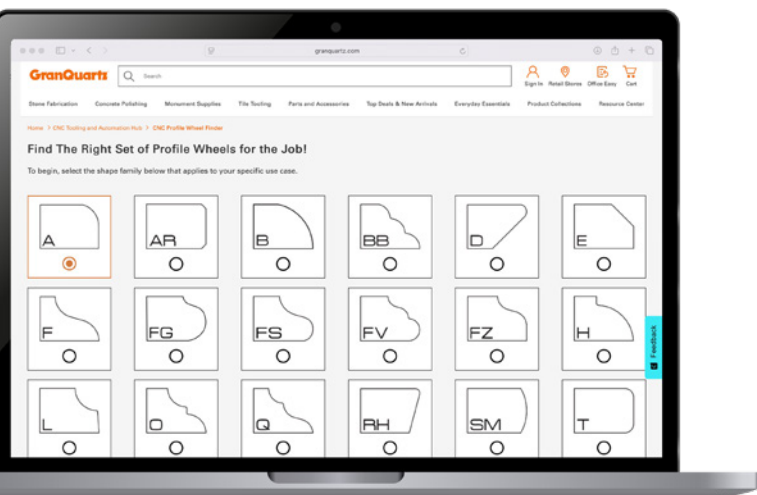 granquartz.com
GranQuartz
Search
Sign In Retail Stores Office Easy Cart
Stone Fabrication Concrete Polishing Monument Supplies Tile Tooling Parts and Accessories Top Deals & New Arrivals Everyday Essentials Product Collections Resource Center
Home > CNC Tooling and Automation Hub > CNC Profile Wheel Finder
Find The Right Set of Profile Wheels for the Job!
To begin, select the shape family below that applies to your specific use case.
A AR B BB D E
F FG FS FV FZ H
Feedback
L O Q RH SM T